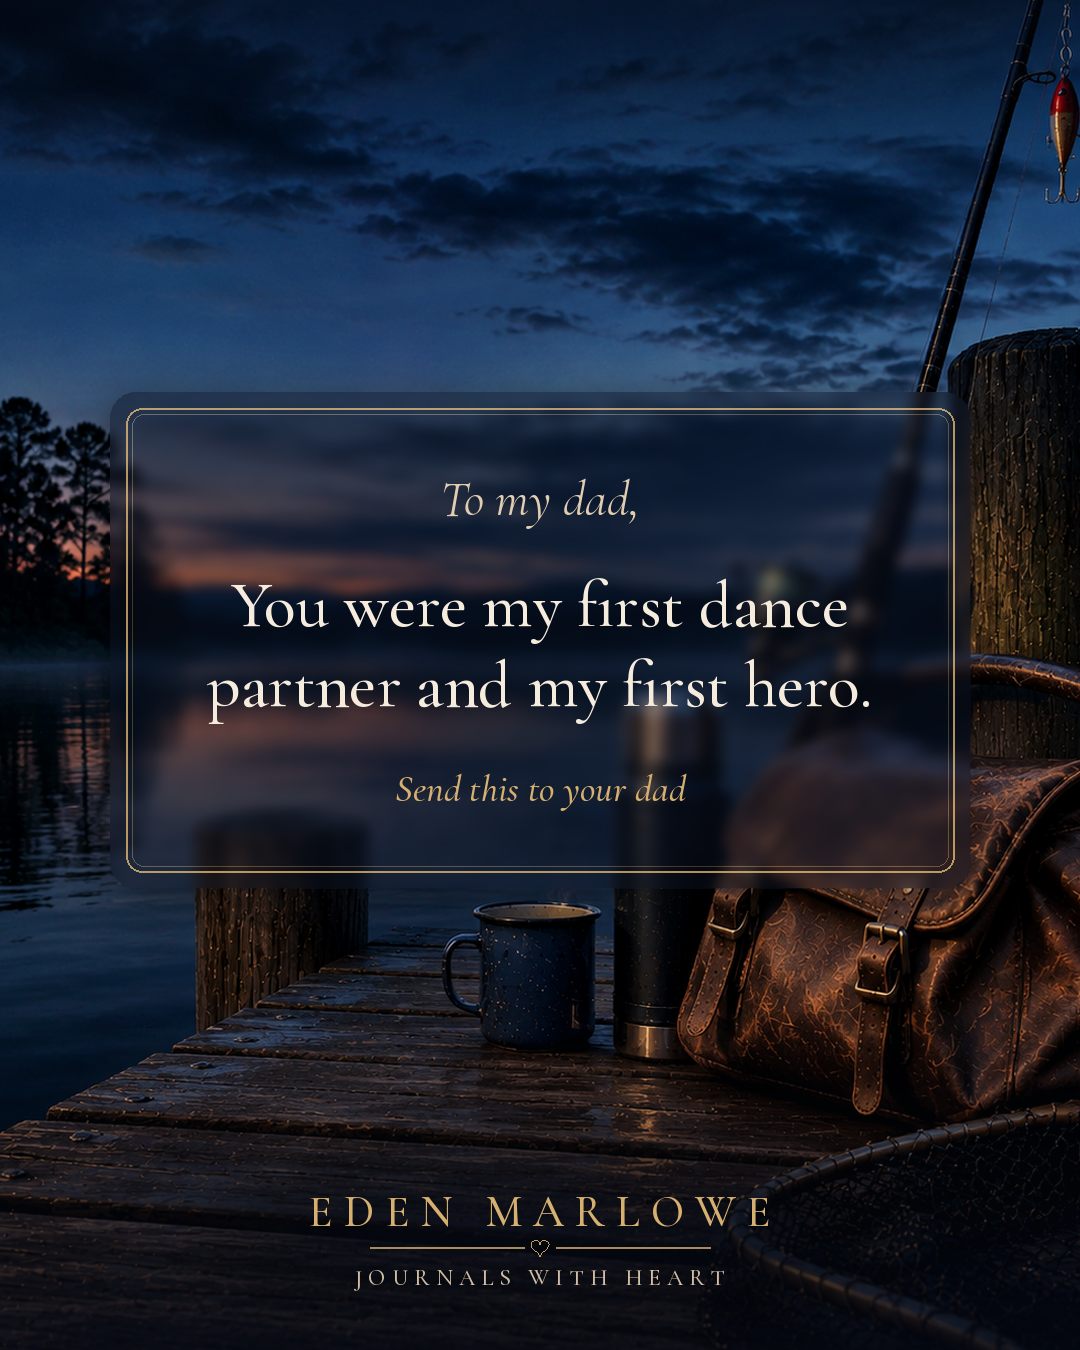 To my dad,
You were my first dance
partner and my first hero.
Send this to your dad
EDEN MARLOWE
JOURNALS WITH HEART